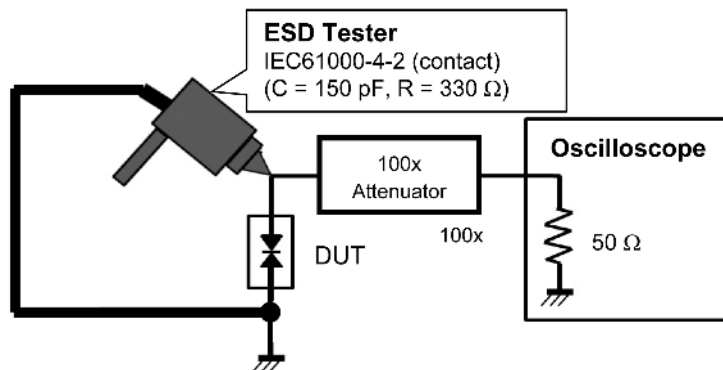 ESD Tester
IEC61000-4-2 (contact)
(C = 150 pF, R = 330 Ω)
100x
Attenuator
100x
Oscilloscope
50 Ω
DUT